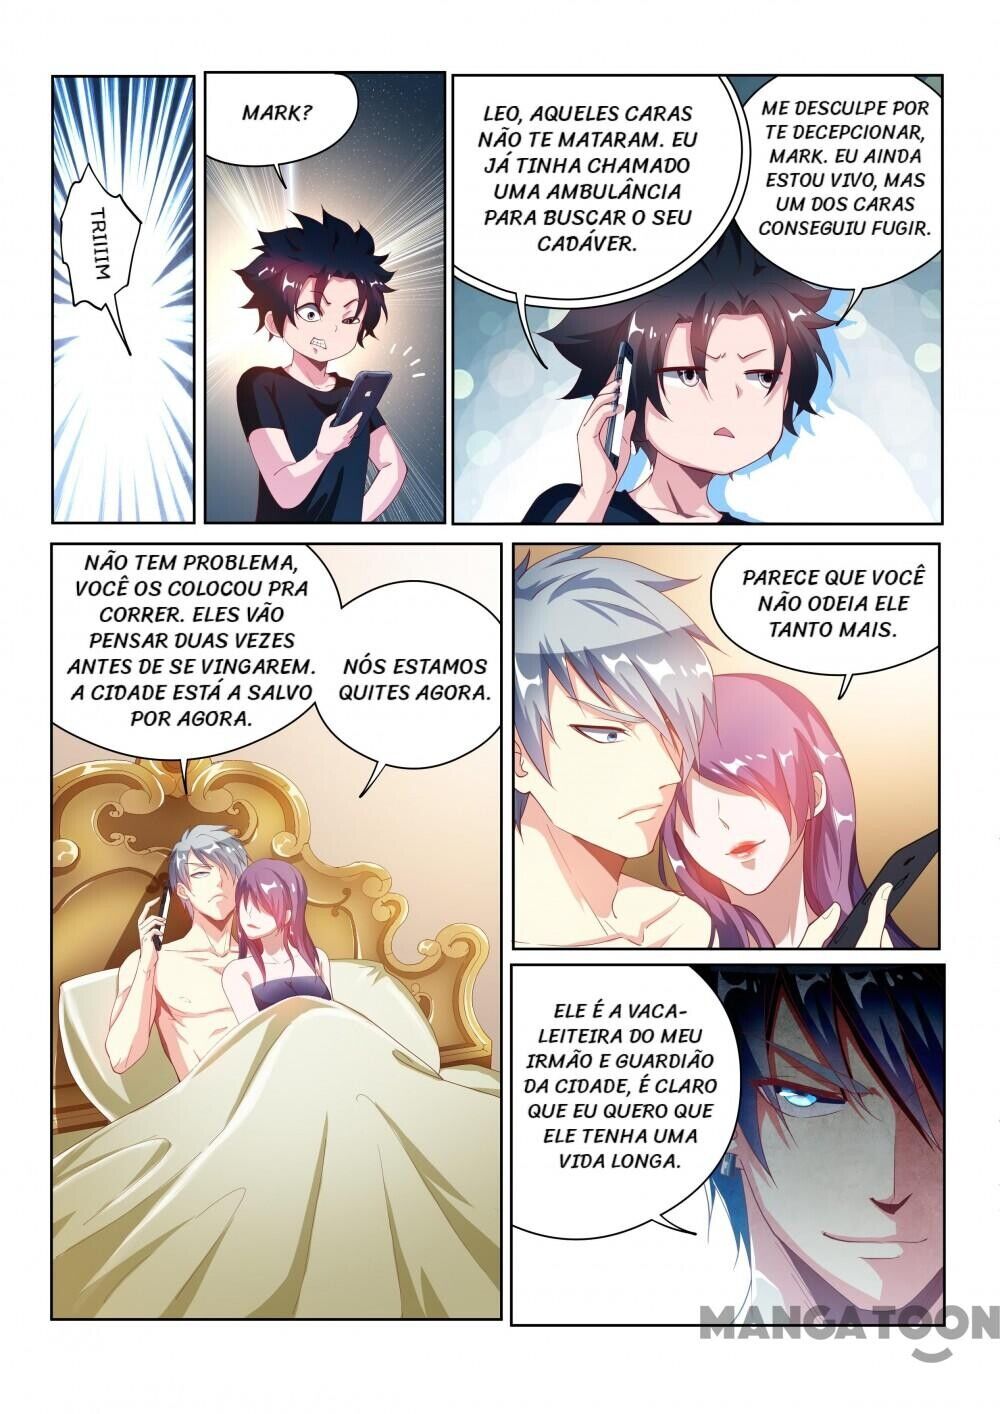 TRIIIIM
MARK?
LEO, AQUELES CARAS
NÃO TE MATARAM. EU
JÁ TINHA CHAMADO
UMA AMBULÂNCIA
PARA BUSCAR O SEU
CADÁVER.
ME DESCULPE POR
TE DECEPCIONAR,
MARK. EU AINDA
ESTOU VIVO, MAS
UM DOS CARAS
CONSEGUIU FUGIR.
NÃO TEM PROBLEMA,
VOCÊ OS COLOCOU PRA
CORRER. ELES VÃO
PENSAR DUAS VEZES
ANTES DE SE VINGAREM.
A CIDADE ESTÁ A SALVO
POR AGORA.
NÓS ESTAMOS
QUITES AGORA.
PARECE QUE VOCÊ
NÃO ODEIA ELE
TANTO MAIS.
ELE É A VACA-
LEITEIRA DO MEU
IRMÃO E GUARDIÃO
DA CIDADE, É CLARO
QUE EU QUERO QUE
ELE TENHA UMA
VIDA LONGA.
MANGATOON